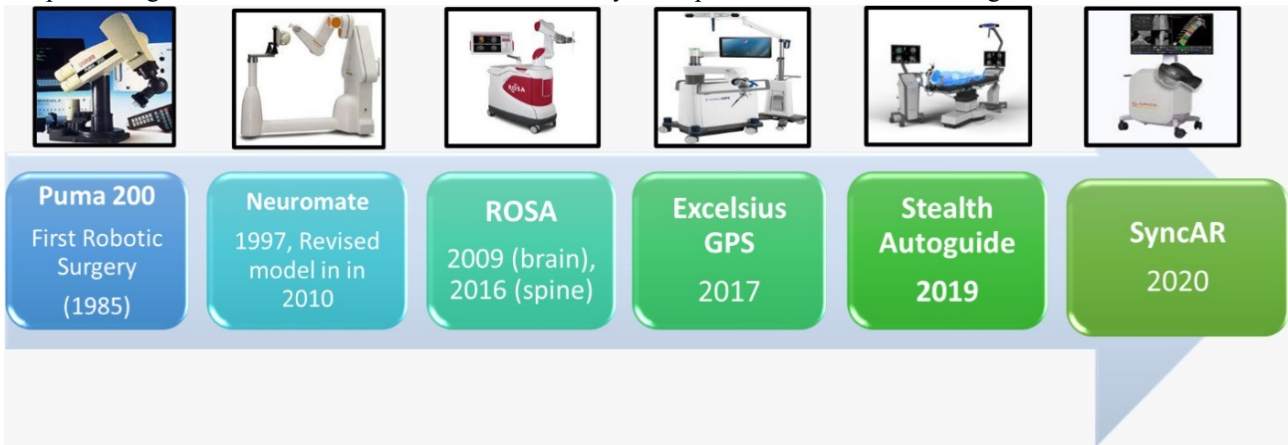 Puma 200
First Robotic
Surgery
(1985)
Neuromate
1997, Revised
model in in
2010
ROSA
ROSA
2009 (brain),
2016 (spine)
Excelsius
GPS
2017
Stealth
Autoguide
2019
SyncAR
2020